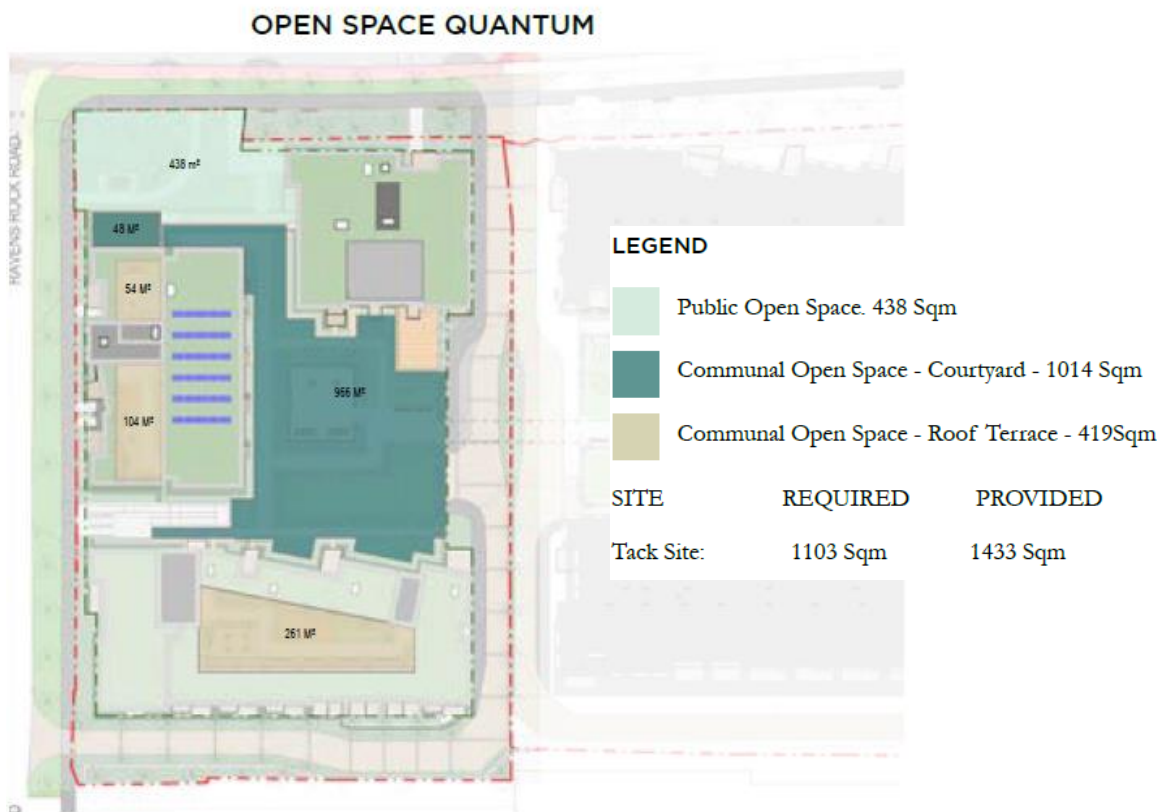 OPEN SPACE QUANTUM
RAVENS ROCK ROAD
438 m²
48 M²
54 M²
104 M²
966 M²
261 M²
LEGEND
Public Open Space. 438 Sqm
Communal Open Space - Courtyard - 1014 Sqm
Communal Open Space - Roof Terrace - 419Sqm
SITE REQUIRED PROVIDED
Tack Site: 1103 Sqm 1433 Sqm